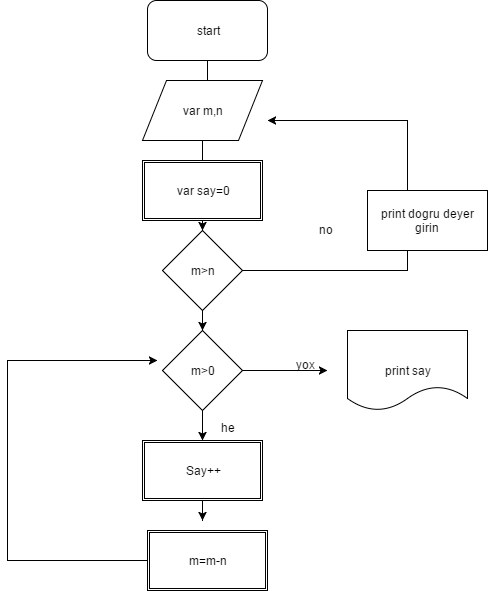 start
var m,n
var say=0
print dogru deyer
girin
no
m>n
m>0
yox
print say
he
Say++
m=m-n